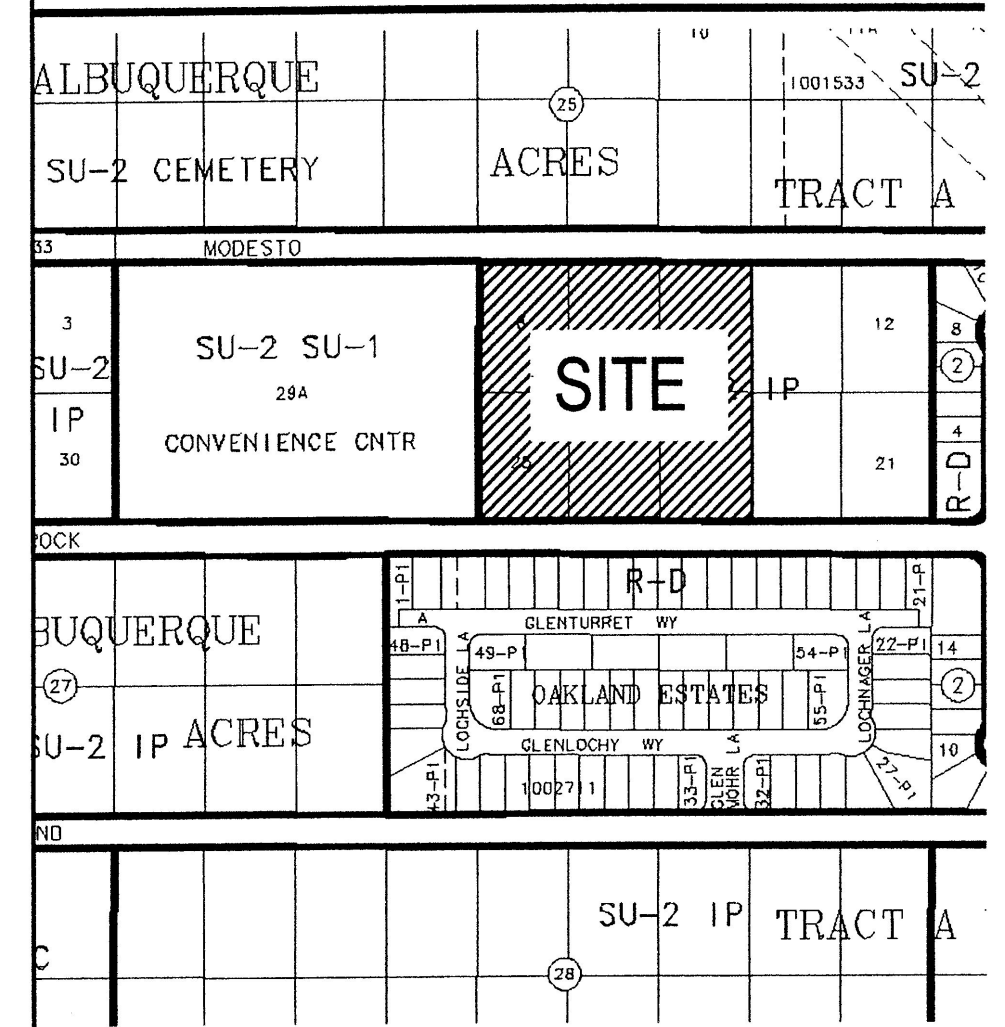 ALBUQUERQUE
25
1001533
SU-2
SU-2 CEMETERY
ACRES
TRACT A
33
MODESTO
3
SU-2
IP
30
SU-2 SU-1
29A
CONVENIENCE CNTR
SITE
IP
12
21
8
2
4
R-D
OCK
BUQUERQUE
27
SU-2 IP
ACRES
R-D
1-P1
21-P
A
GLENTURRET WY
48-P1
49-P1
54-P1
22-P1
14
LOCHSIDE LA
68-P1
OAKLAND ESTATES
55-P1
LOCHNAGER LA
2
GLENLOCHY WY
10
43-P1
1002711
33-P1
GLEN
MOHR LA
32-P1
27-P1
ND
SU-2 IP
TRACT A
C
28